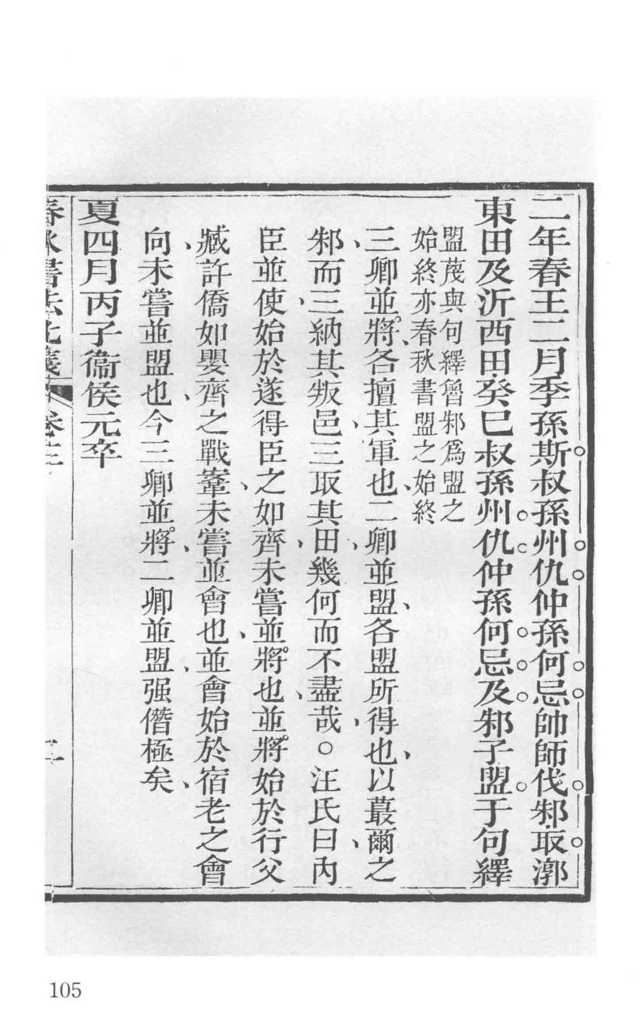 二年春王二月季孫斯叔孫州仇仲孫何忌帥師伐邾取漷
東田及沂西田癸巳叔孫州仇仲孫何忌及邾子盟于句繹
盟蔑與句繹魯邾爲盟之
始終亦春秋書盟之始終
三卿並將各擅其軍也二卿並盟各盟所得也以蕞爾之
邾而三納其叛邑三取其田幾何而不盡哉○汪氏曰內
臣並使始於遂得臣之如齊未嘗並將也並將始於行父
臧許僑如嬰齊之戰鞌未嘗並會也並會始於宿老之會
向未嘗並盟也今三卿並將二卿並盟强僭極矣
夏四月丙子衞侯元卒
春秋書法比義 卷十二
105